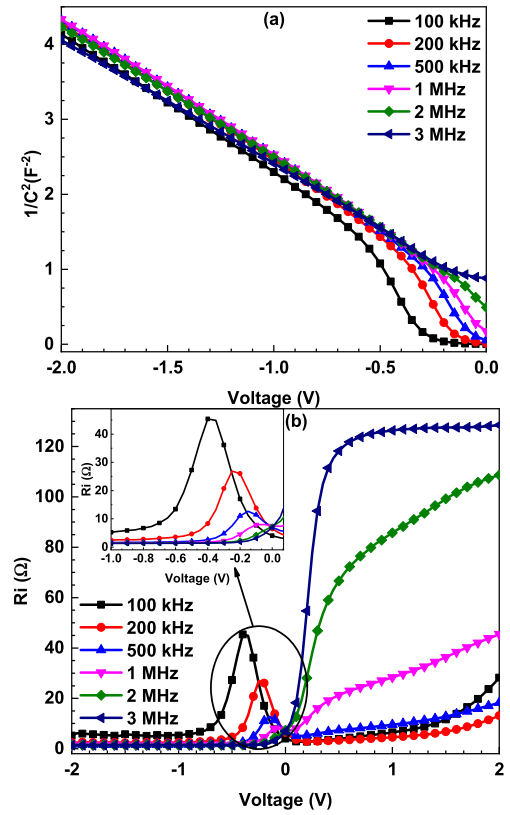 (a)
100 kHz
200 kHz
500 kHz
1 MHz
2 MHz
3 MHz
1/C²(F⁻²)
4
3
2
1
0
-2.0 -1.5 -1.0 -0.5 0.0
Voltage (V)
(b)
Ri (Ω)
45
30
15
0
-1.0 -0.8 -0.6 -0.4 -0.2 0.0
Voltage (V)
Ri (Ω)
120
100
80
60
40
20
0
100 kHz
200 kHz
500 kHz
1 MHz
2 MHz
3 MHz
-2 -1 0 1 2
Voltage (V)